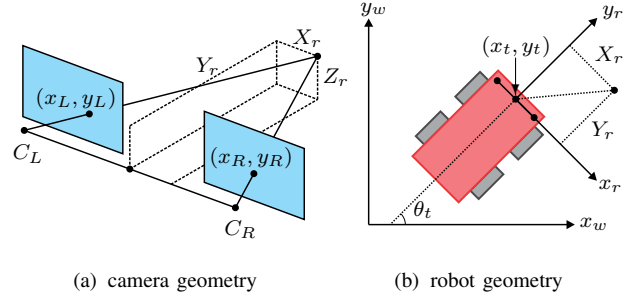 X_r
Y_r
Z_r
(x_L, y_L)
C_L
(x_R, y_R)
C_R
(a) camera geometry
y_w
y_r
(x_t, y_t)
X_r
Y_r
x_r
θ_t
x_w
(b) robot geometry